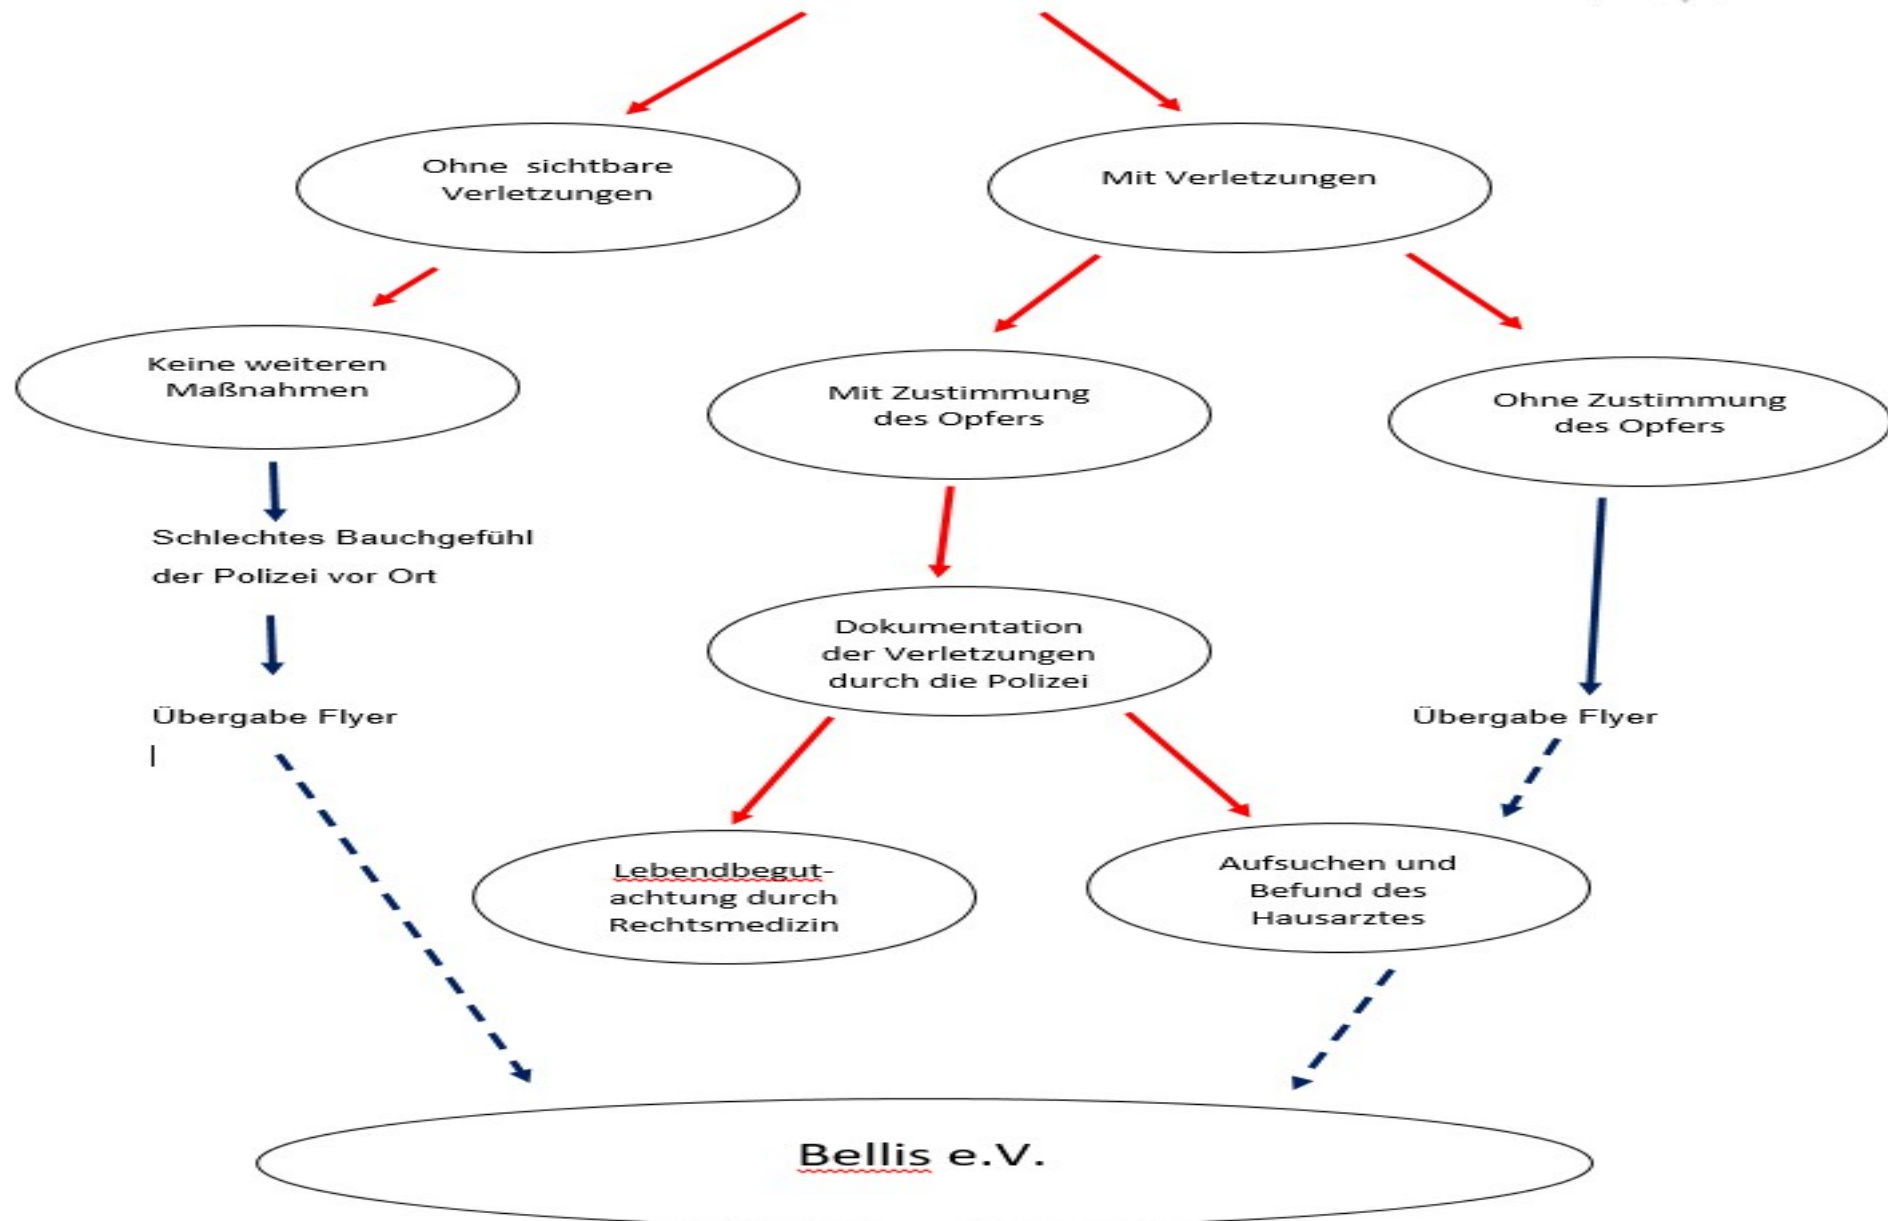 Ohne sichtbare
Verletzungen
Mit Verletzungen
Keine weiteren
Maßnahmen
Mit Zustimmung
des Opfers
Ohne Zustimmung
des Opfers
Schlechtes Bauchgefühl
der Polizei vor Ort
Dokumentation
der Verletzungen
durch die Polizei
Übergabe Flyer
Übergabe Flyer
Lebendbegut-
achtung durch
Rechtsmedizin
Aufsuchen und
Befund des
Hausarztes
Bellis e.V.